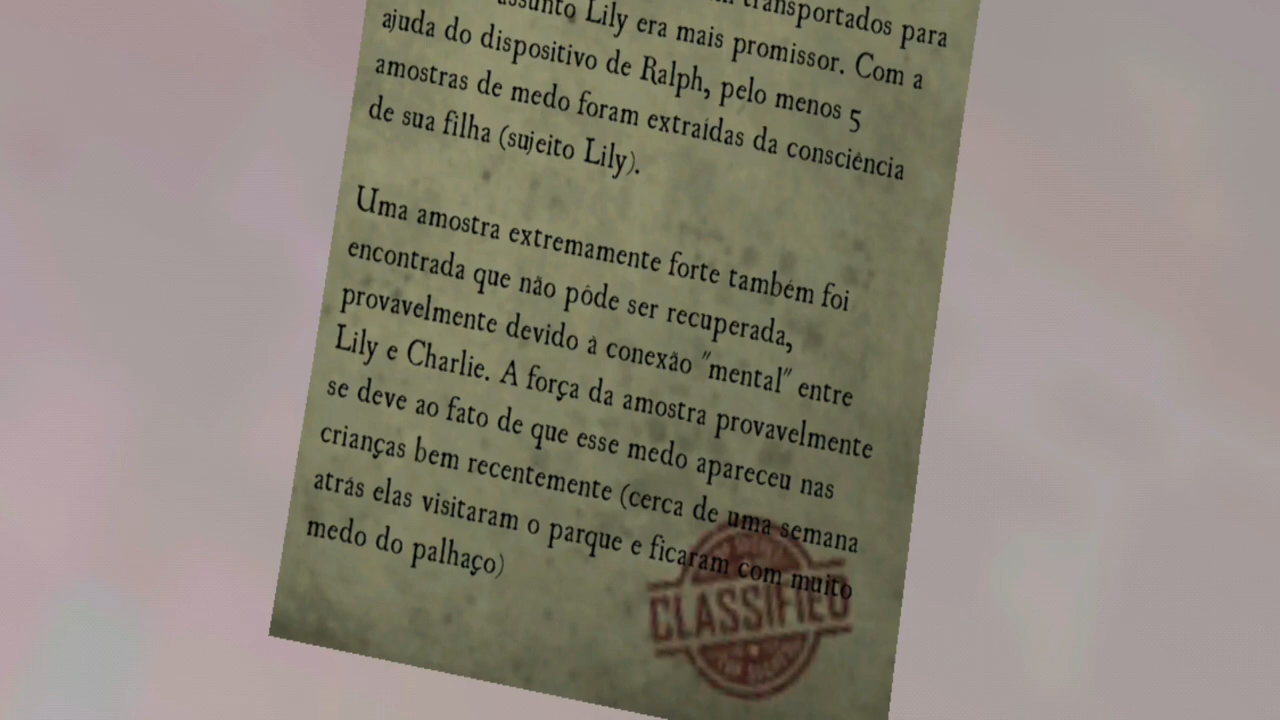 transportados para
assunto Lily era mais promissor. Com a
ajuda do dispositivo de Ralph, pelo menos 5
amostras de medo foram extraídas da consciência
de sua filha (sujeito Lily).
Uma amostra extremamente forte também foi
encontrada que não pôde ser recuperada,
provavelmente devido à conexão "mental" entre
Lily e Charlie. A força da amostra provavelmente
se deve ao fato de que esse medo apareceu nas
crianças bem recentemente (cerca de uma semana
atrás elas visitaram o parque e ficaram com muito
medo do palhaço)
CLASSIFIED